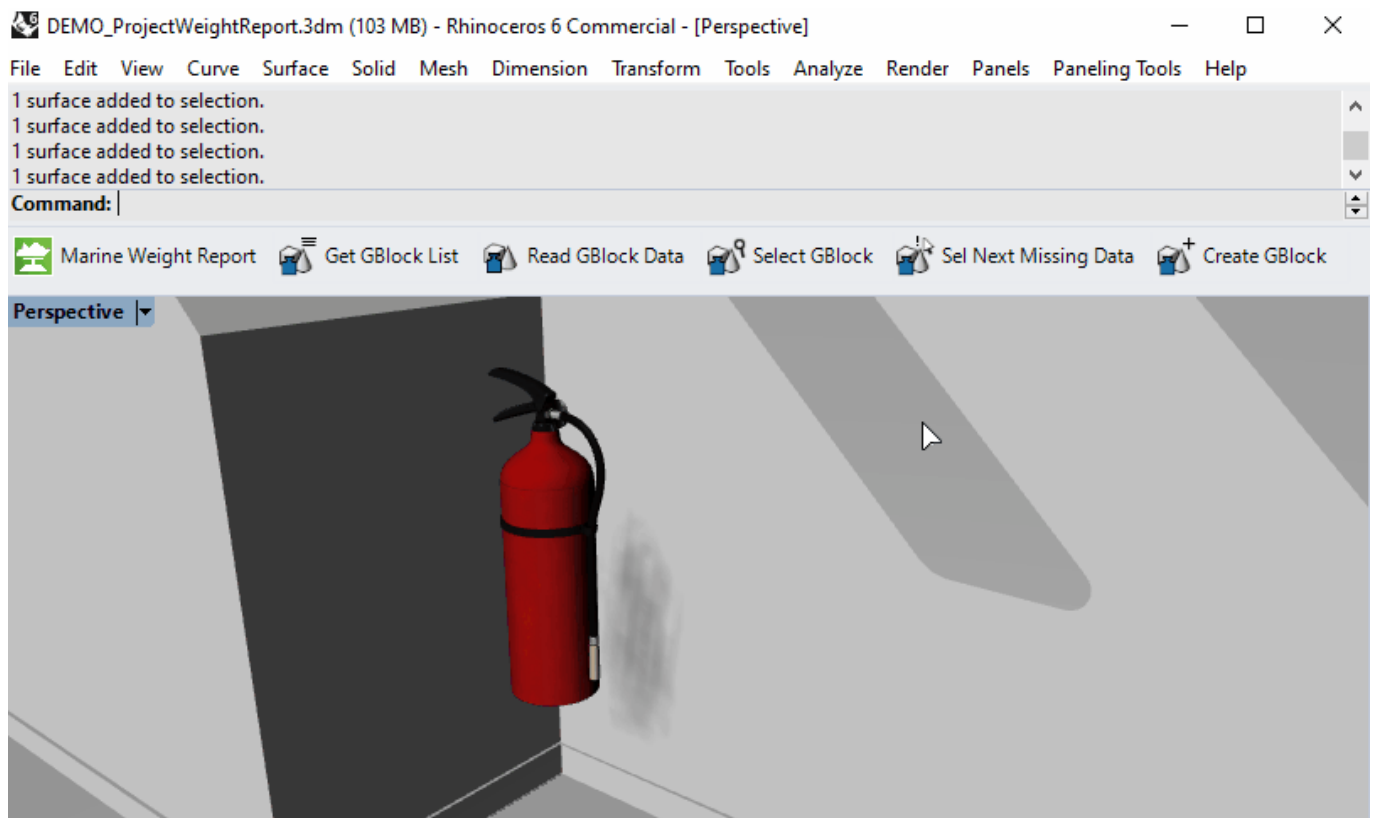 DEMO_ProjectWeightReport.3dm (103 MB) - Rhinoceros 6 Commercial - [Perspective]
File Edit View Curve Surface Solid Mesh Dimension Transform Tools Analyze Render Panels Paneling Tools Help
1 surface added to selection.
1 surface added to selection.
1 surface added to selection.
1 surface added to selection.
Command:
Marine Weight Report Get GBlock List Read GBlock Data Select GBlock Sel Next Missing Data Create GBlock
Perspective